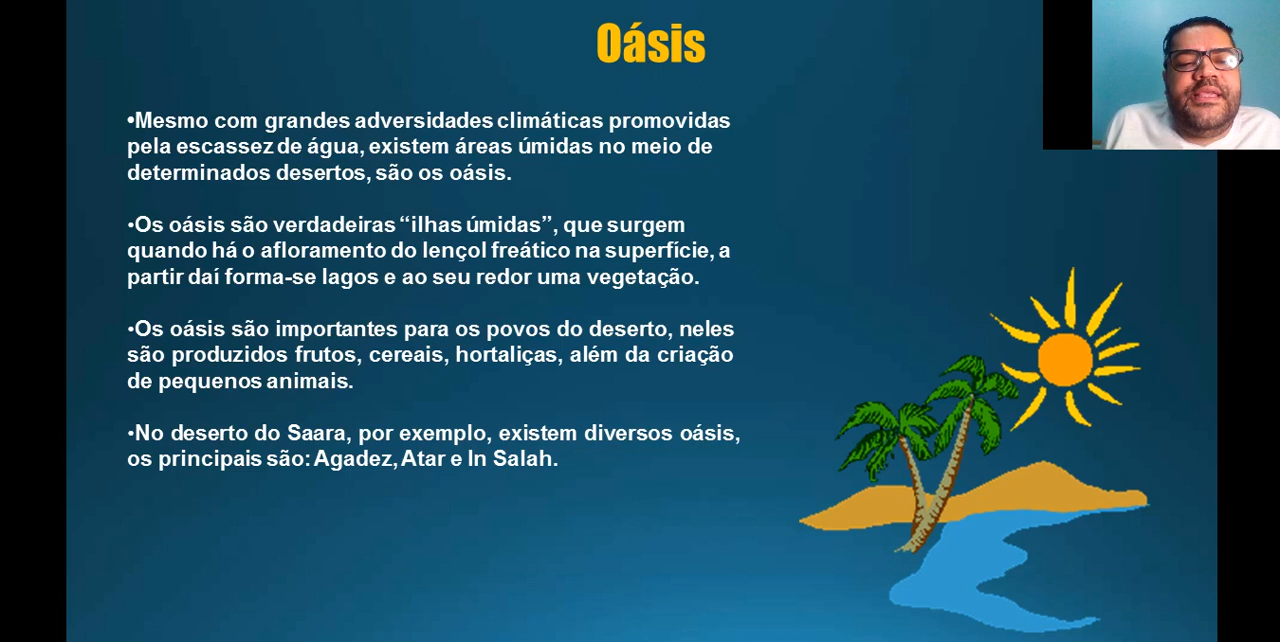 Oásis
•Mesmo com grandes adversidades climáticas promovidas
pela escassez de água, existem áreas úmidas no meio de
determinados desertos, são os oásis.
•Os oásis são verdadeiras “ilhas úmidas”, que surgem
quando há o afloramento do lençol freático na superfície, a
partir daí forma-se lagos e ao seu redor uma vegetação.
•Os oásis são importantes para os povos do deserto, neles
são produzidos frutos, cereais, hortaliças, além da criação
de pequenos animais.
•No deserto do Saara, por exemplo, existem diversos oásis,
os principais são: Agadez, Atar e In Salah.